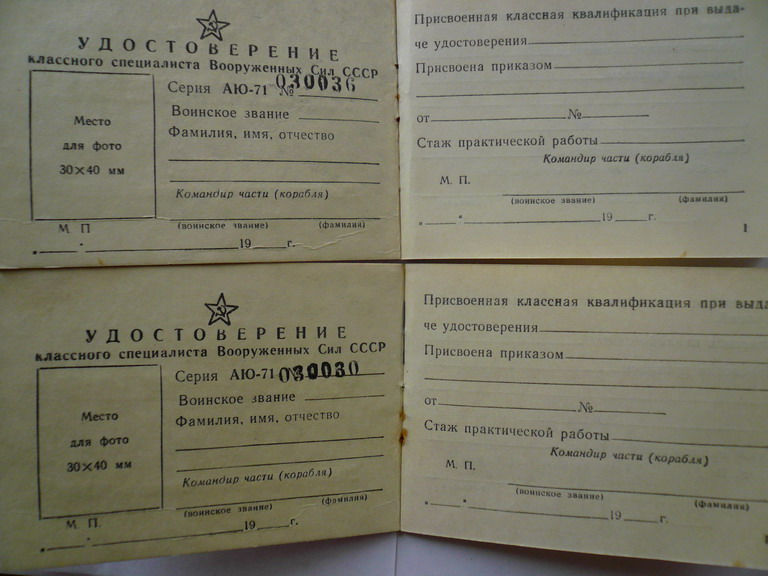 УДОСТОВЕРЕНИЕ
классного специалиста Вооруженных Сил СССР
Серия АЮ-71 № 030036
Место
для фото
30×40 мм
Воинское звание
Фамилия, имя, отчество
Командир части (корабля)
М. П
(воинское звание) (фамилия)
19 г.
Присвоенная классная квалификация при выда-
че удостоверения
Присвоена приказом
от №
Стаж практической работы
Командир части (корабля)
М. П.
(воинское звание) (фамилия)
19 г.
1
УДОСТОВЕРЕНИЕ
классного специалиста Вооруженных Сил СССР
Серия АЮ-71 № 030030
Место
для фото
30×40 мм
Воинское звание
Фамилия, имя, отчество
Командир части (корабля)
М. П.
(воинское звание) (фамилия)
19 г.
Присвоенная классная квалификация при выда
че удостоверения
Присвоена приказом
от №
Стаж практической работы
Командир части (корабля)
М. П.
(воинское звание) (фамилия)
19 г.